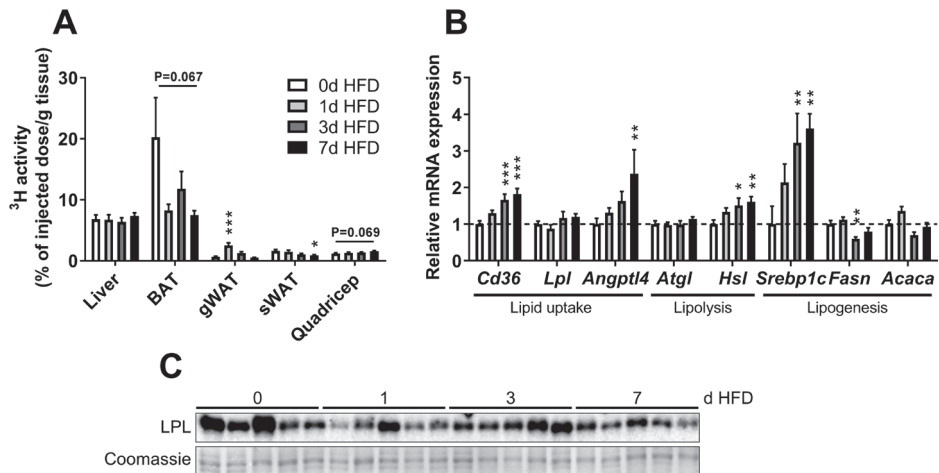 A
³H activity
(% of injected dose/g tissue)
30
20
10
0
P=0.067
***
*
P=0.069
0d HFD
1d HFD
3d HFD
7d HFD
Liver
BAT
gWAT
sWAT
Quadricep
B
Relative mRNA expression
5
4
3
2
1
0
***
***
**
*
**
**
**
**
Cd36 Lpl Angptl4 Atgl Hsl Srebp1c Fasn Acaca
Lipid uptake Lipolysis Lipogenesis
C
0 1 3 7 d HFD
LPL
Coomassie